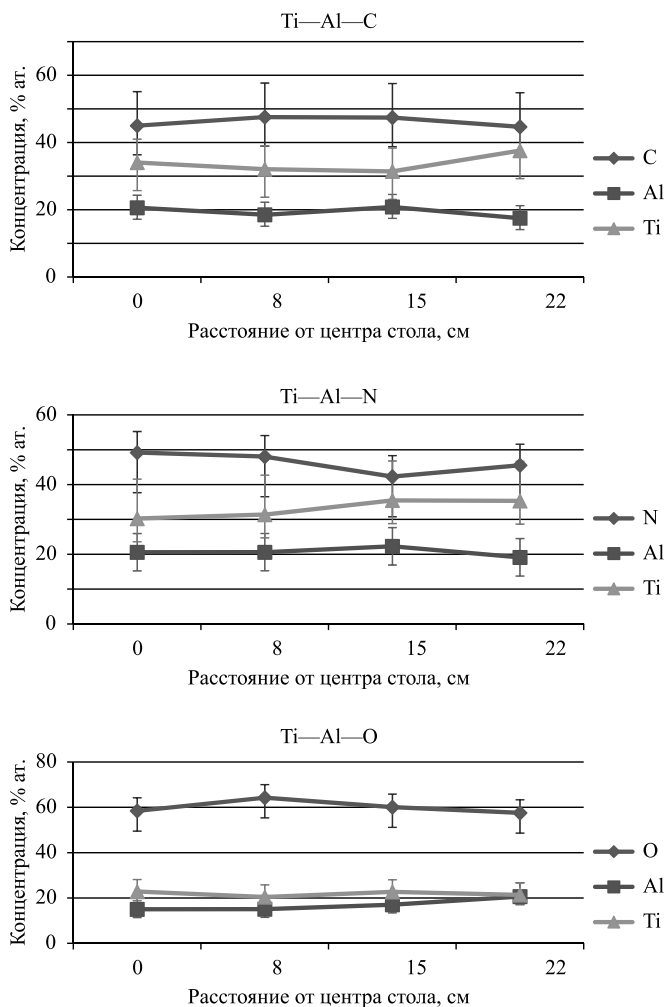 Ti—Al—C
Концентрация, % ат.
60
40
20
0
0 8 15 22
Расстояние от центра стола, см
C
Al
Ti
Ti—Al—N
Концентрация, % ат.
60
40
20
0
0 8 15 22
Расстояние от центра стола, см
N
Al
Ti
Ti—Al—O
Концентрация, % ат.
80
60
40
20
0
0 8 15 22
Расстояние от центра стола, см
O
Al
Ti